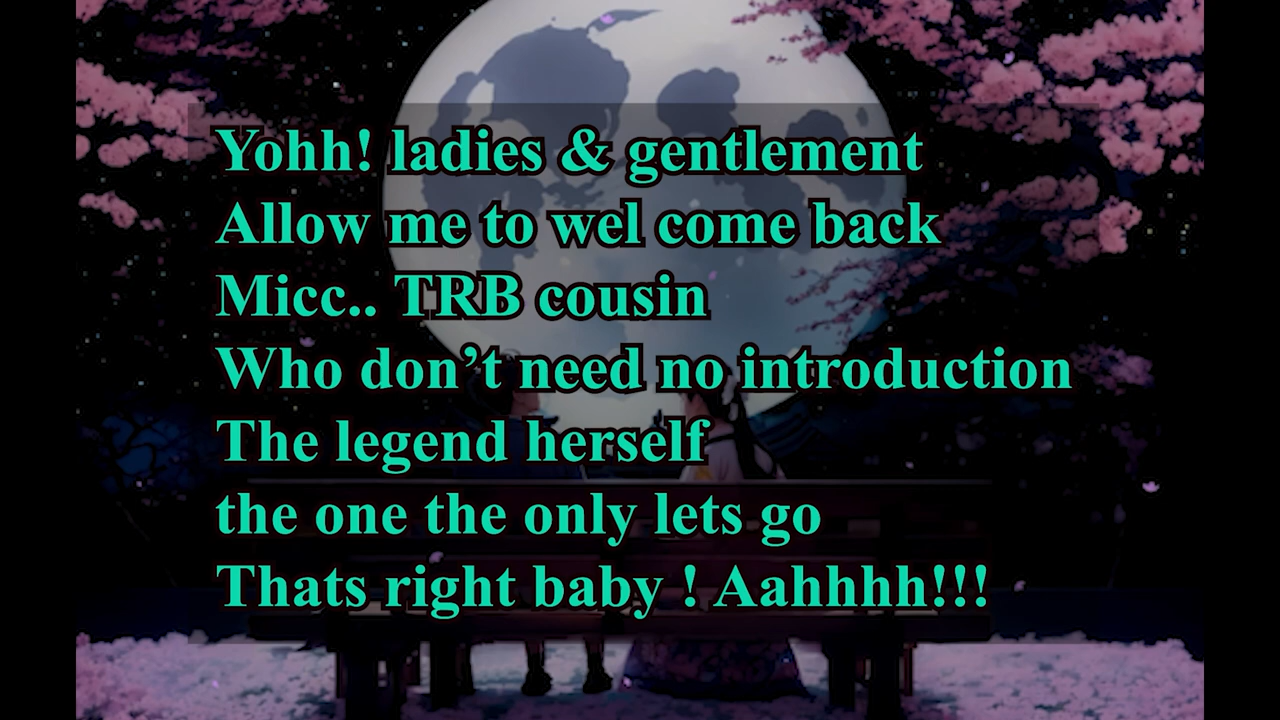 Yohh! ladies & gentlement
Allow me to wel come back
Micc.. TRB cousin
Who don’t need no introduction
The legend herself
the one the only lets go
Thats right baby ! Aahhhh!!!